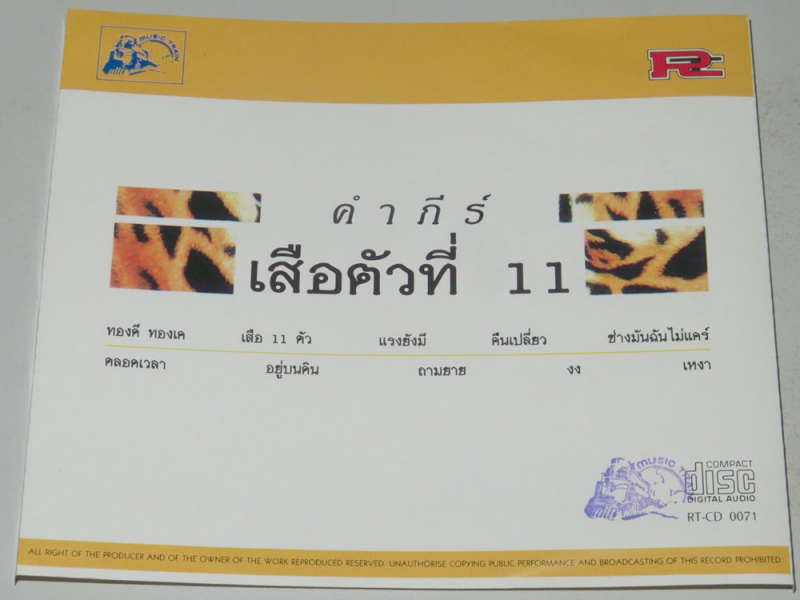 MUSIC TRAIN
คำภีร์
เสือตัวที่ 11
ทองดี ทองเค เสือ 11 ตัว แรงยังมี คืนเปลี่ยว ช่างมันฉันไม่แคร์
ตลอดเวลา อยู่บนดิน ถามยาย งง เหงา
MUSIC TRAIN
COMPACT
disc
DIGITAL AUDIO
RT-CD 0071
ALL RIGHT OF THE PRODUCER AND OF THE OWNER OF THE WORK REPRODUCED RESERVED. UNAUTHORISE COPYING PUBLIC PERFORMANCE AND BROADCASTING OF THIS RECORD PROHIBITED